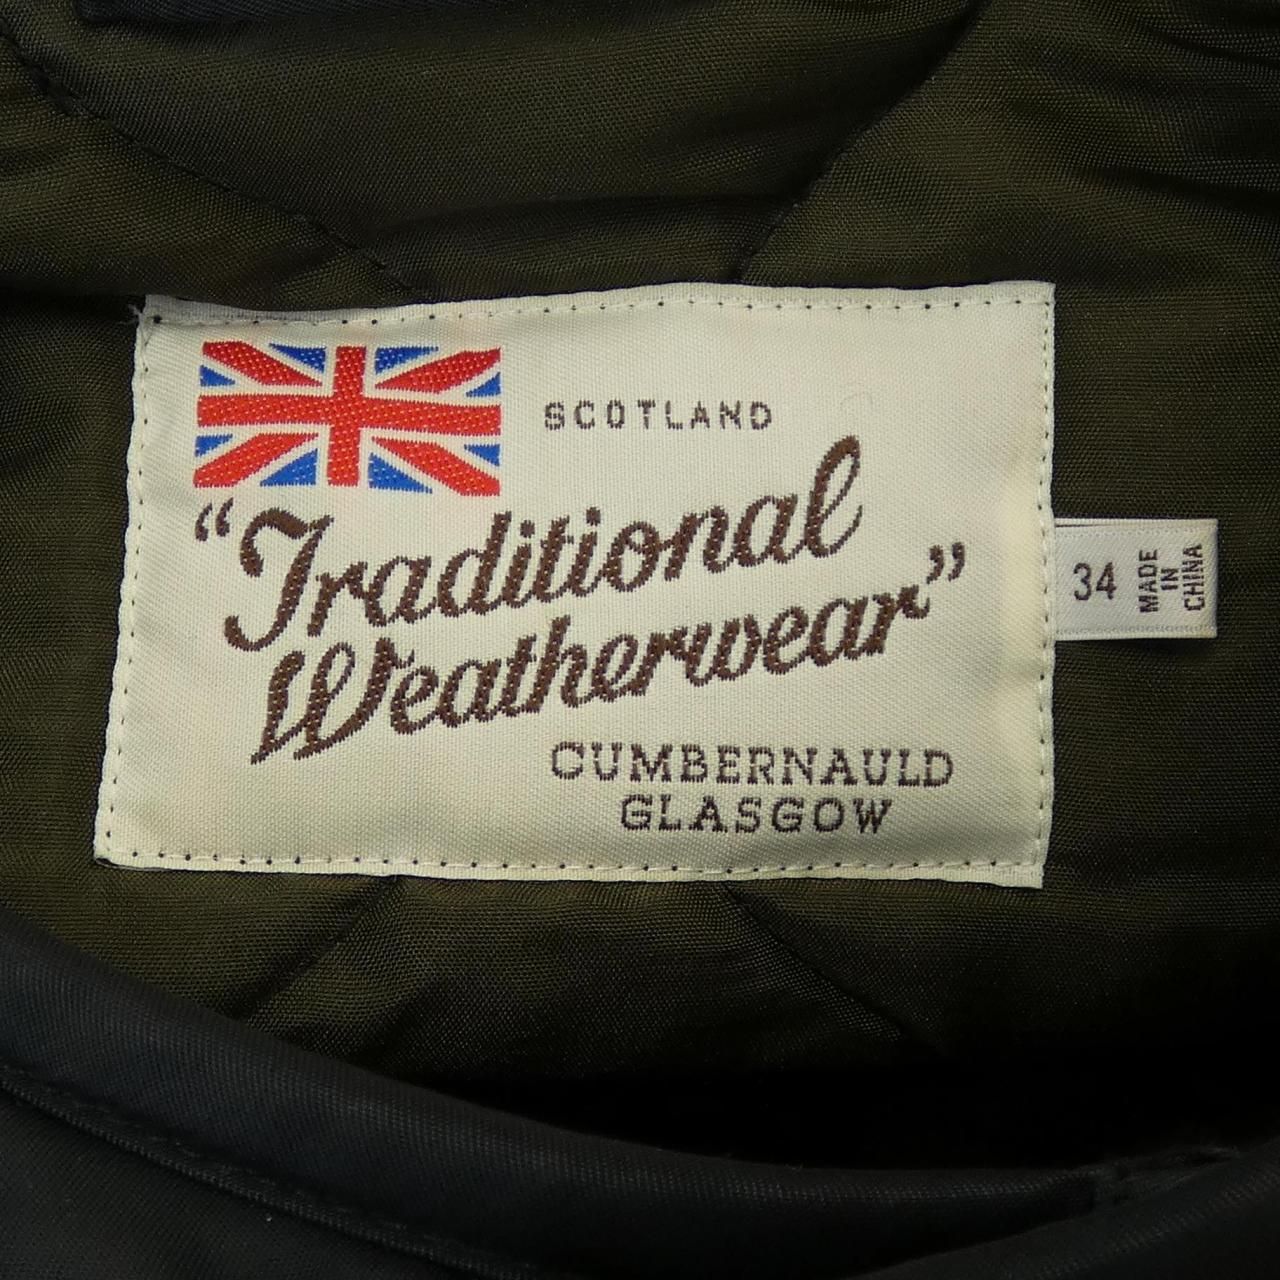 SCOTLAND
“Traditional
Weatherwear”
CUMBERNAULD
GLASGOW
34
MADE
IN
CHINA